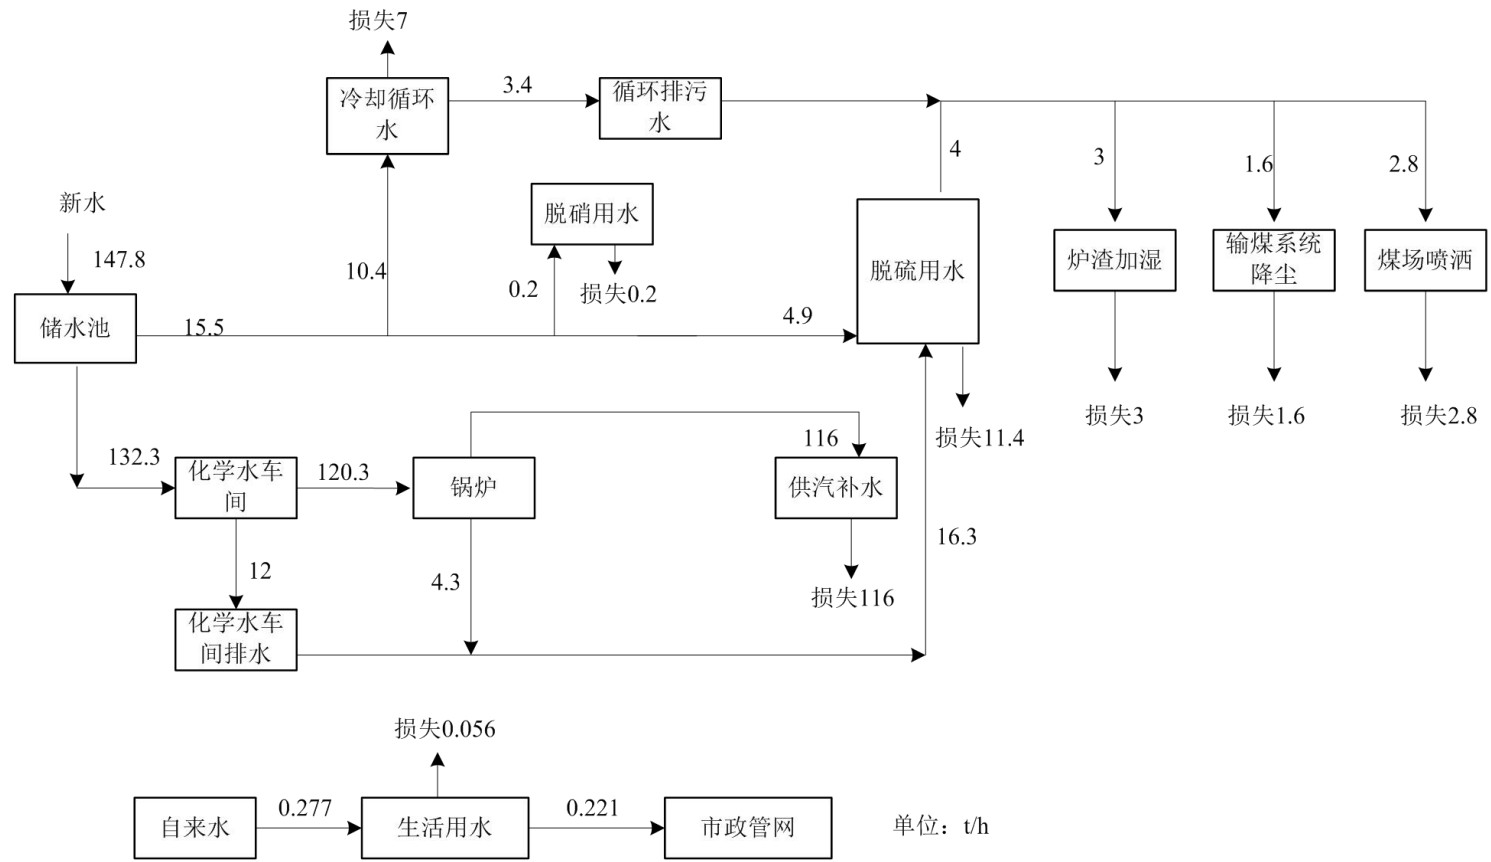 损失7
冷却循环
水
3.4
循环排污
水
新水
147.8
储水池
15.5
10.4
脱硝用水
0.2
损失0.2
4.9
脱硫用水
4
3
1.6
2.8
炉渣加湿
输煤系统
降尘
煤场喷洒
损失11.4
损失3
损失1.6
损失2.8
132.3
化学水车
间
120.3
锅炉
116
供汽补水
损失116
16.3
12
4.3
化学水车
间排水
损失0.056
自来水
0.277
生活用水
0.221
市政管网
单位：t/h